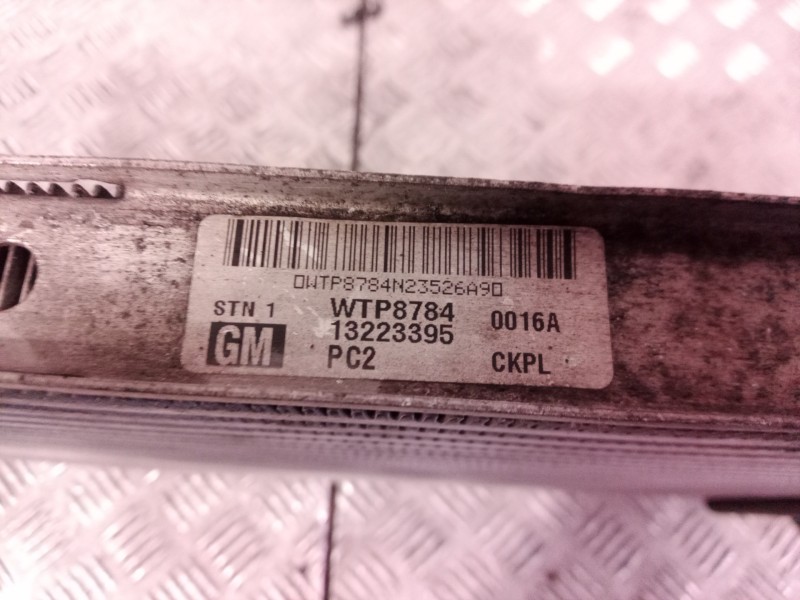 ▯WTP8784N23526A9▯
STN 1 WTP8784 0016A
GM 13223395
PC2 CKPL